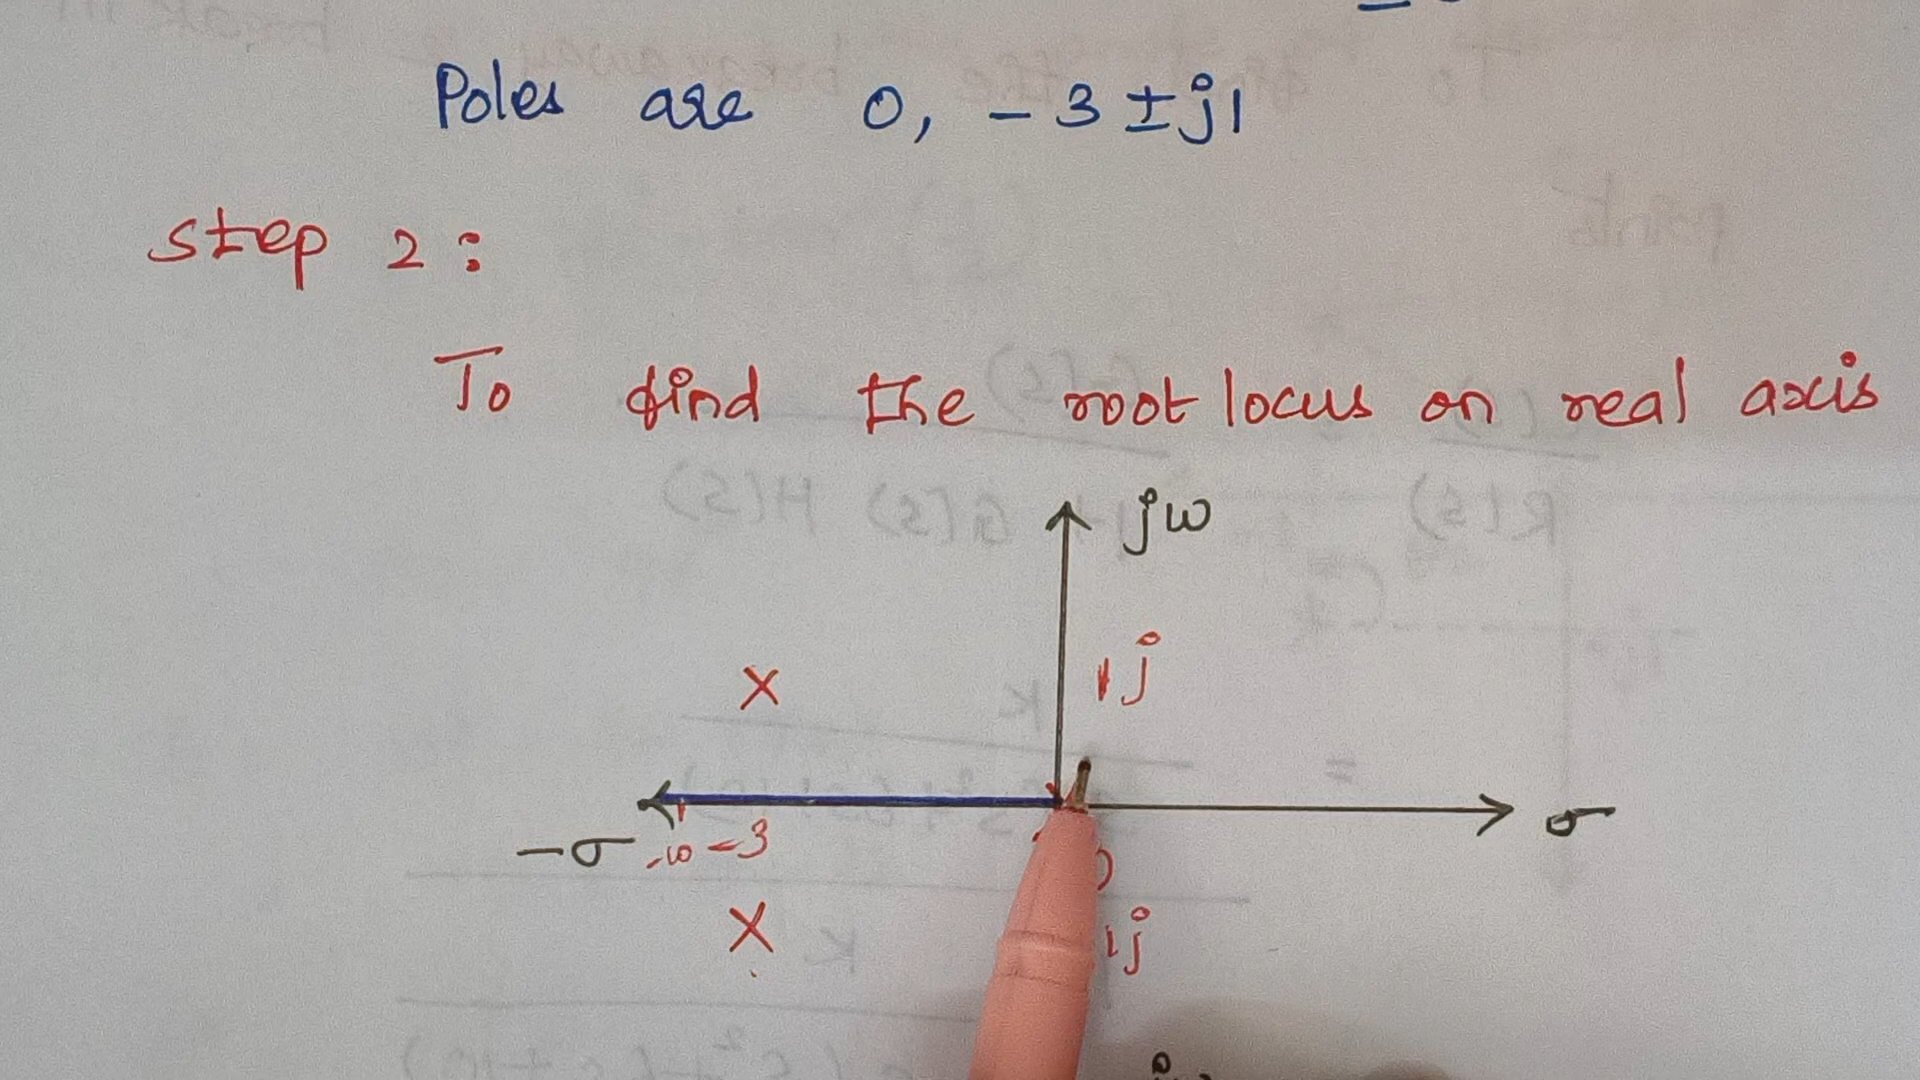 Poles are 0, - 3 ± j1
Step 2 :
To find the root locus on real axis
jω
X 1j
-σ -∞ -3 σ
X 1j